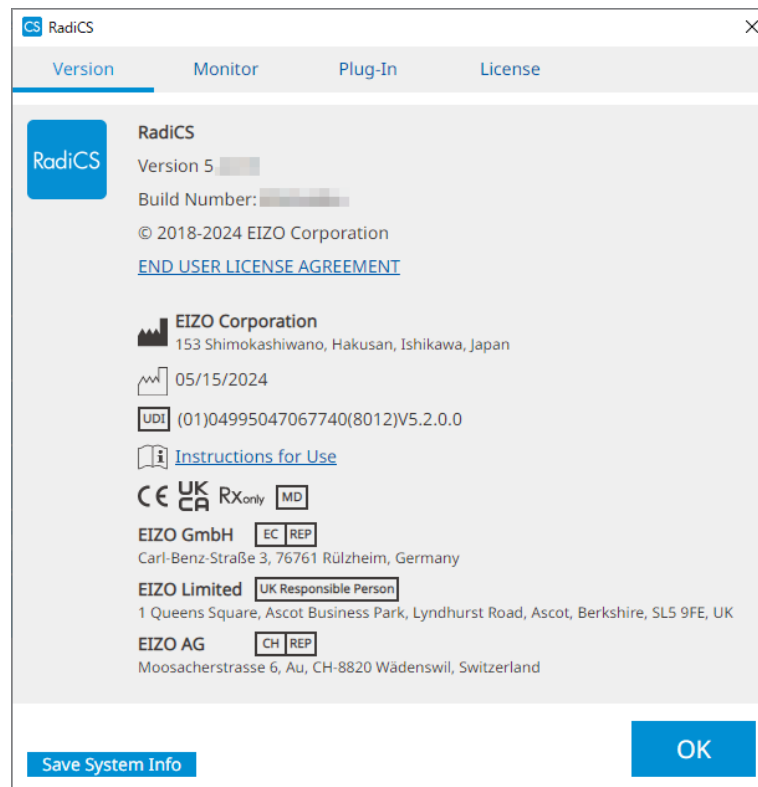 CS RadiCS
Version Monitor Plug-In License
RadiCS
RadiCS
Version 5
Build Number:
© 2018-2024 EIZO Corporation
END USER LICENSE AGREEMENT
EIZO Corporation
153 Shimokashiwano, Hakusan, Ishikawa, Japan
05/15/2024
UDI (01)04995047067740(8012)V5.2.0.0
Instructions for Use
CE UK CA Rx only MD
EIZO GmbH EC REP
Carl-Benz-Straße 3, 76761 Rülzheim, Germany
EIZO Limited UK Responsible Person
1 Queens Square, Ascot Business Park, Lyndhurst Road, Ascot, Berkshire, SL5 9FE, UK
EIZO AG CH REP
Moosacherstrasse 6, Au, CH-8820 Wädenswil, Switzerland
Save System Info
OK